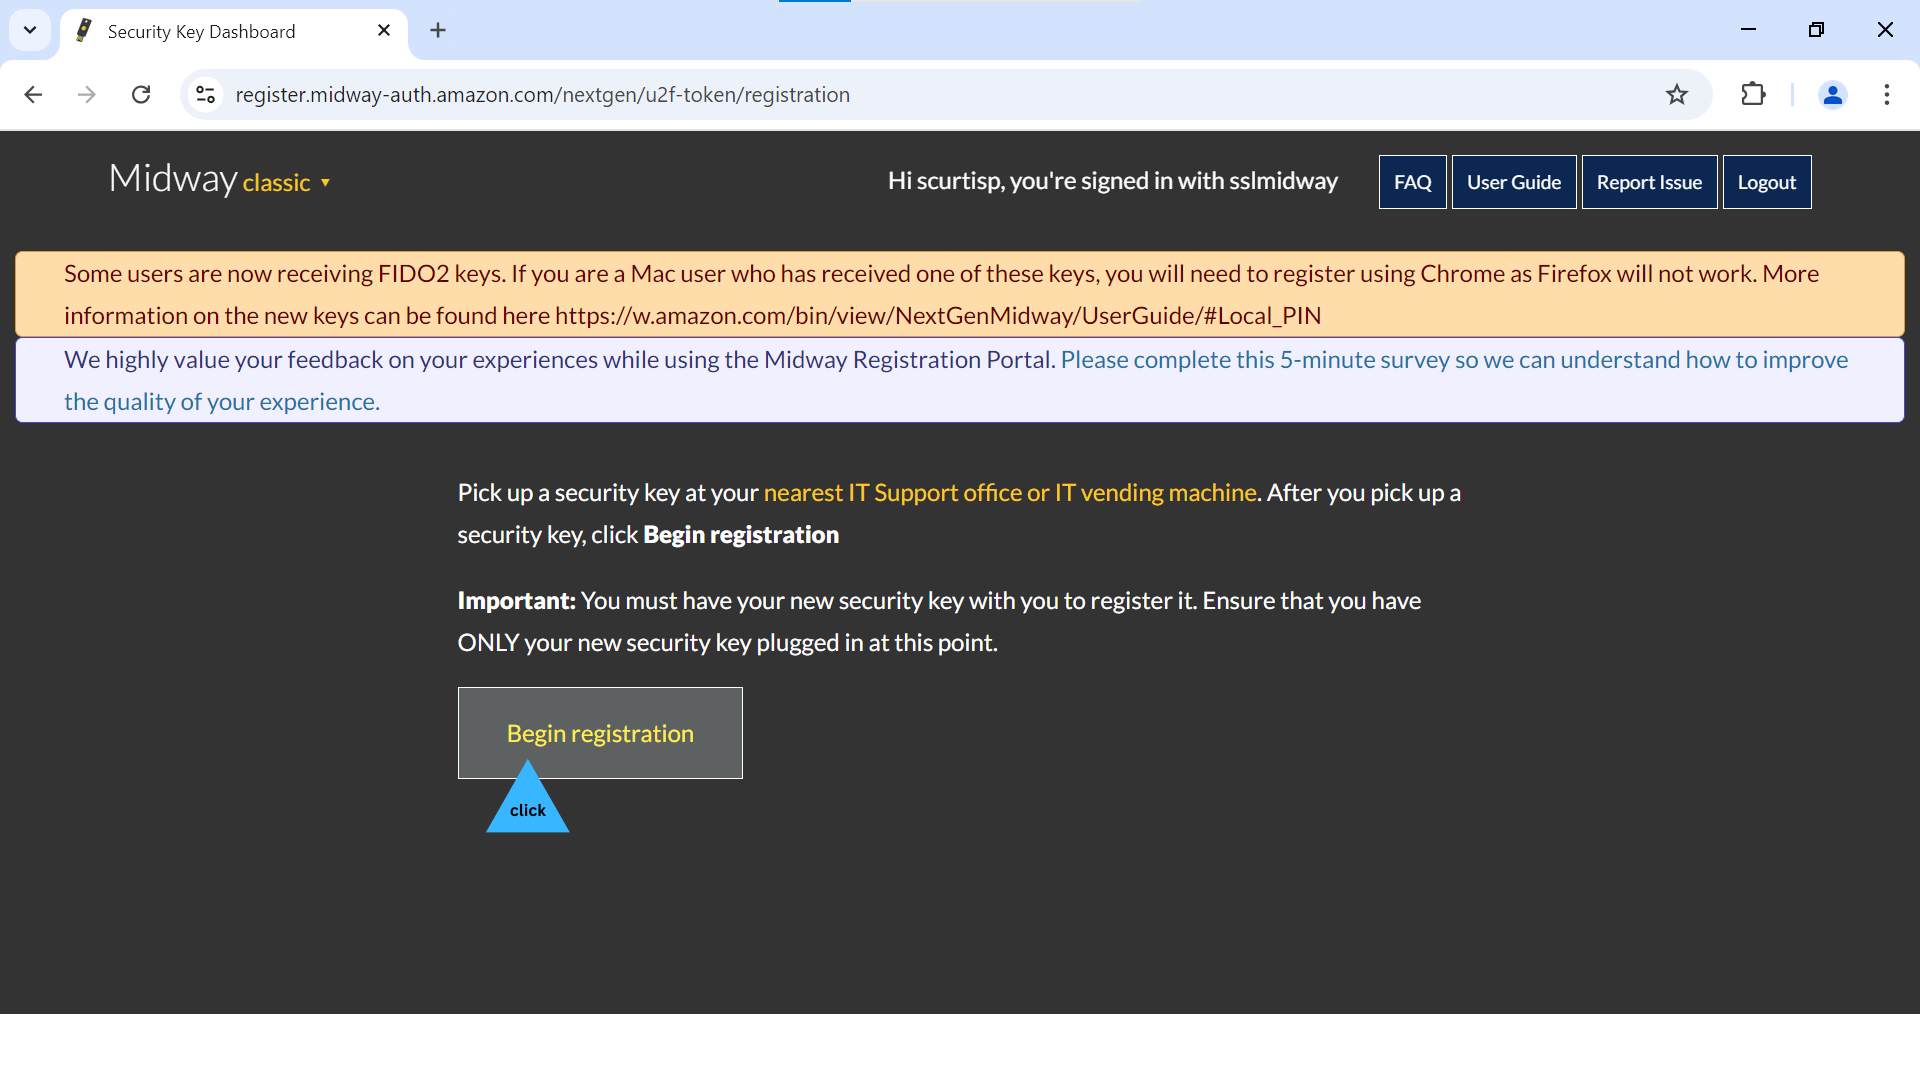 Security Key Dashboard
register.midway-auth.amazon.com/nextgen/u2f-token/registration
Midway classic ▾
Hi scurtisp, you're signed in with sslmidway
FAQ
User Guide
Report Issue
Logout
Some users are now receiving FIDO2 keys. If you are a Mac user who has received one of these keys, you will need to register using Chrome as Firefox will not work. More
information on the new keys can be found here https://w.amazon.com/bin/view/NextGenMidway/UserGuide/#Local_PIN
We highly value your feedback on your experiences while using the Midway Registration Portal. Please complete this 5-minute survey so we can understand how to improve
the quality of your experience.
Pick up a security key at your nearest IT Support office or IT vending machine. After you pick up a
security key, click Begin registration
Important: You must have your new security key with you to register it. Ensure that you have
ONLY your new security key plugged in at this point.
Begin registration
click